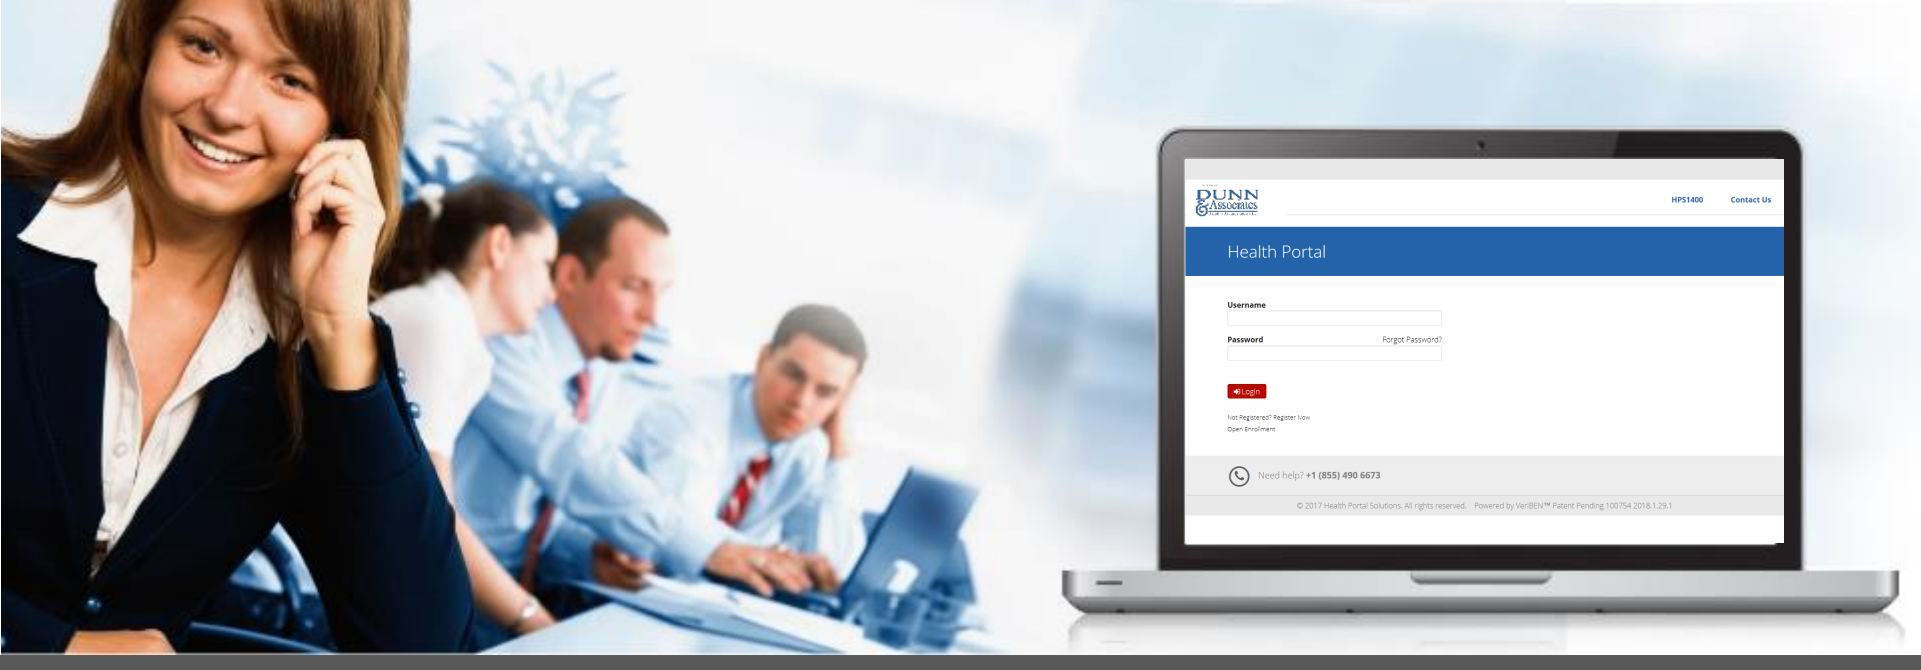 DUNN
& Associates
HPS1400 Contact Us
Health Portal
Username
Password Forgot Password?
Login
Not Registered? Register Now
Open Enrollment
Need help? +1 (855) 490 6673
© 2017 Health Portal Solutions. All rights reserved. Powered by VeriBEN™ Patent Pending 100754 2018.1.29.1